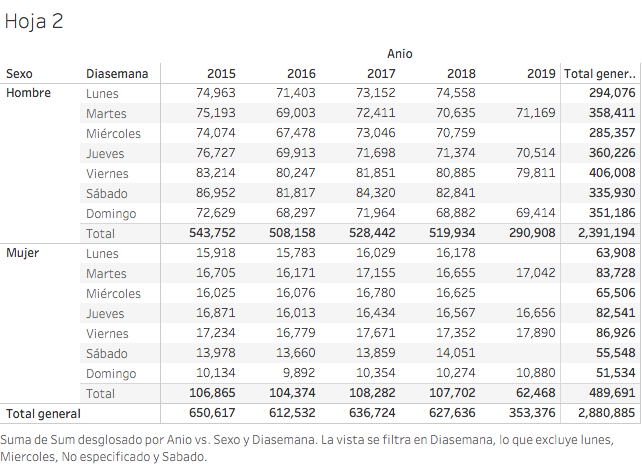 Hoja 2
Anio
Sexo Diasemana 2015 2016 2017 2018 2019 Total gener..
Hombre Lunes 74,963 71,403 73,152 74,558 294,076
Martes 75,193 69,003 72,411 70,635 71,169 358,411
Miércoles 74,074 67,478 73,046 70,759 285,357
Jueves 76,727 69,913 71,698 71,374 70,514 360,226
Viernes 83,214 80,247 81,851 80,885 79,811 406,008
Sábado 86,952 81,817 84,320 82,841 335,930
Domingo 72,629 68,297 71,964 68,882 69,414 351,186
Total 543,752 508,158 528,442 519,934 290,908 2,391,194
Mujer Lunes 15,918 15,783 16,029 16,178 63,908
Martes 16,705 16,171 17,155 16,655 17,042 83,728
Miércoles 16,025 16,076 16,780 16,625 65,506
Jueves 16,871 16,013 16,434 16,567 16,656 82,541
Viernes 17,234 16,779 17,671 17,352 17,890 86,926
Sábado 13,978 13,660 13,859 14,051 55,548
Domingo 10,134 9,892 10,354 10,274 10,880 51,534
Total 106,865 104,374 108,282 107,702 62,468 489,691
Total general 650,617 612,532 636,724 627,636 353,376 2,880,885
Suma de Sum desglosado por Anio vs. Sexo y Diasemana. La vista se filtra en Diasemana, lo que excluye lunes,
Miercoles, No especificado y Sabado.